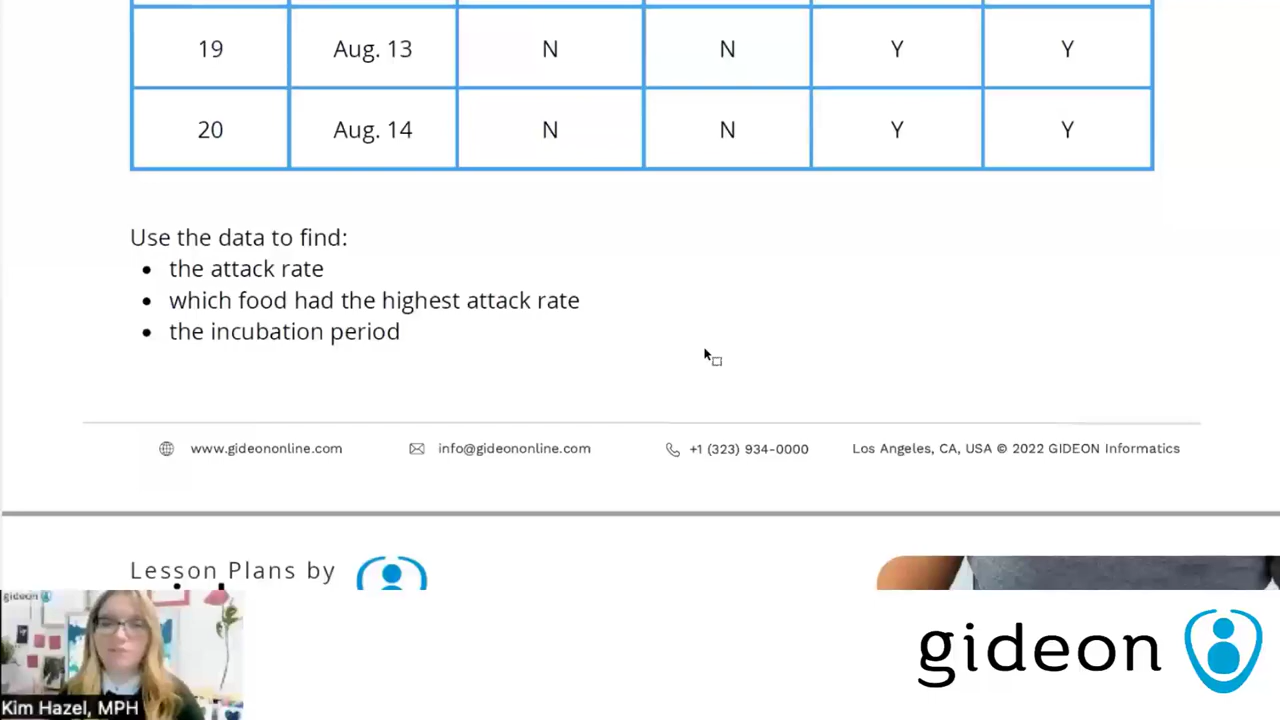 19 Aug. 13 N N Y Y
20 Aug. 14 N N Y Y
Use the data to find:
• the attack rate
• which food had the highest attack rate
• the incubation period
www.gideononline.com info@gideononline.com +1 (323) 934-0000 Los Angeles, CA, USA © 2022 GIDEON Informatics
Lesson Plans by
gideon
Kim Hazel, MPH
gideon